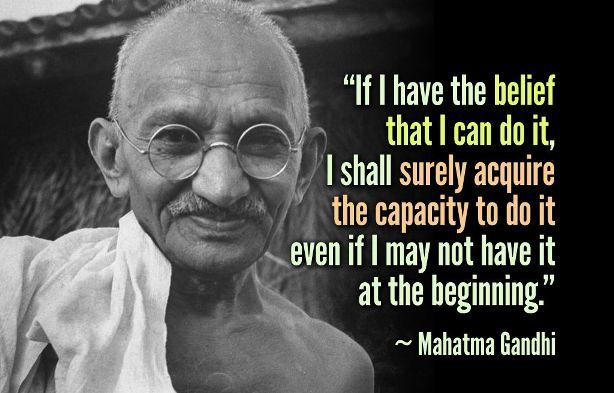 “If I have the belief
that I can do it,
I shall surely acquire
the capacity to do it
even if I may not have it
at the beginning.”
~ Mahatma Gandhi